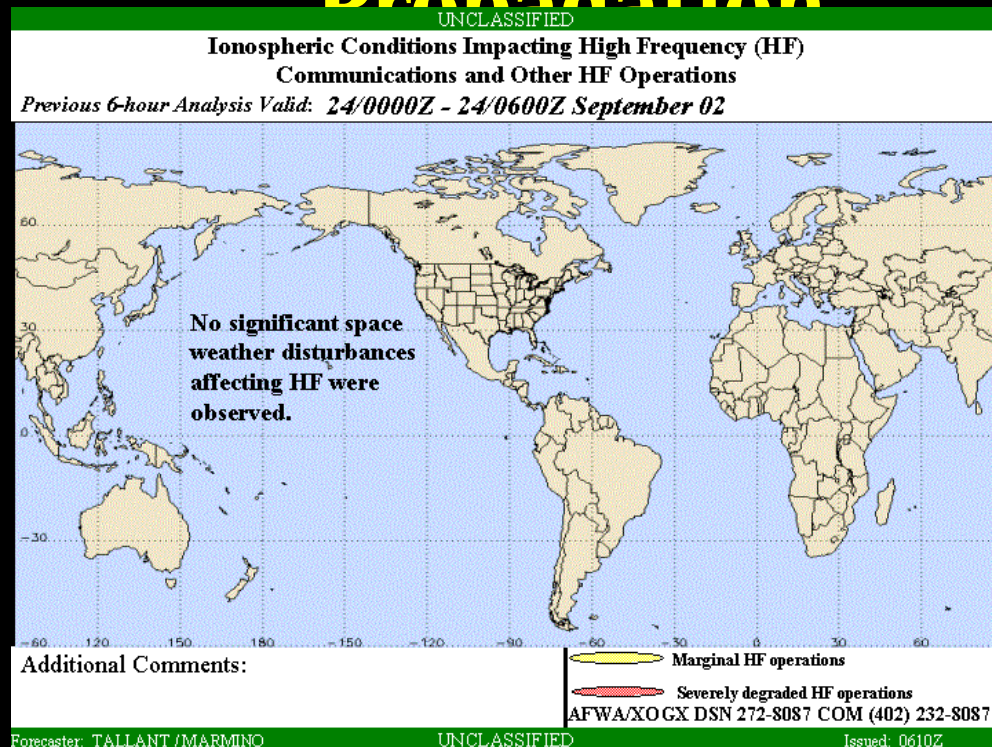 Propagation
UNCLASSIFIED
Ionospheric Conditions Impacting High Frequency (HF)
Communications and Other HF Operations
Previous 6-hour Analysis Valid: 24/0000Z - 24/0600Z September 02
60
No significant space
weather disturbances
affecting HF were
observed.
30
0
-30
-60 120 150 180 -150 -120 -90 -60 -30 0 30 60
Additional Comments:
Marginal HF operations
Severely degraded HF operations
AFWA/XOGX DSN 272-8087 COM (402) 232-8087
Forecaster: TALLANT / MARMINO UNCLASSIFIED Issued: 0610Z